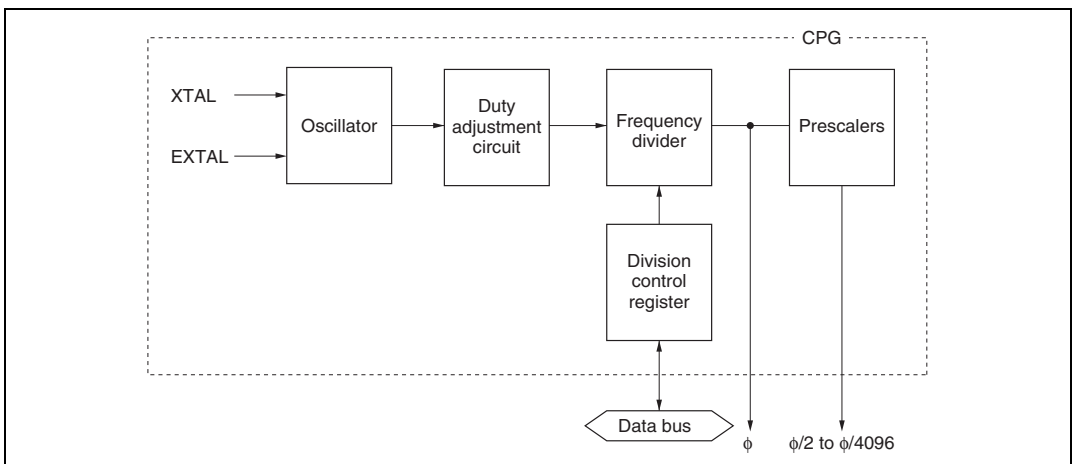 CPG
XTAL
EXTAL
Oscillator
Duty
adjustment
circuit
Frequency
divider
Prescalers
Division
control
register
Data bus
ϕ
ϕ/2 to ϕ/4096